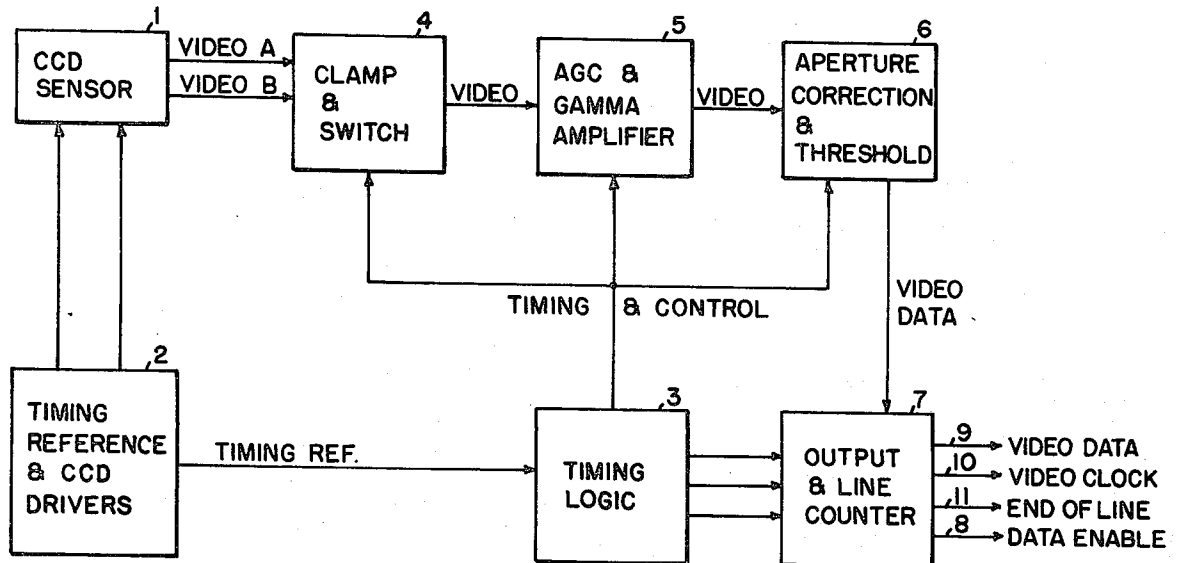 1
CCD
SENSOR
VIDEO A
VIDEO B
4
CLAMP
&
SWITCH
VIDEO
5
AGC &
GAMMA
AMPLIFIER
VIDEO
6
APERTURE
CORRECTION
&
THRESHOLD
TIMING & CONTROL
VIDEO
DATA
2
TIMING
REFERENCE
& CCD
DRIVERS
TIMING REF.
3
TIMING
LOGIC
7
OUTPUT
& LINE
COUNTER
9 VIDEO DATA
10 VIDEO CLOCK
11 END OF LINE
8 DATA ENABLE